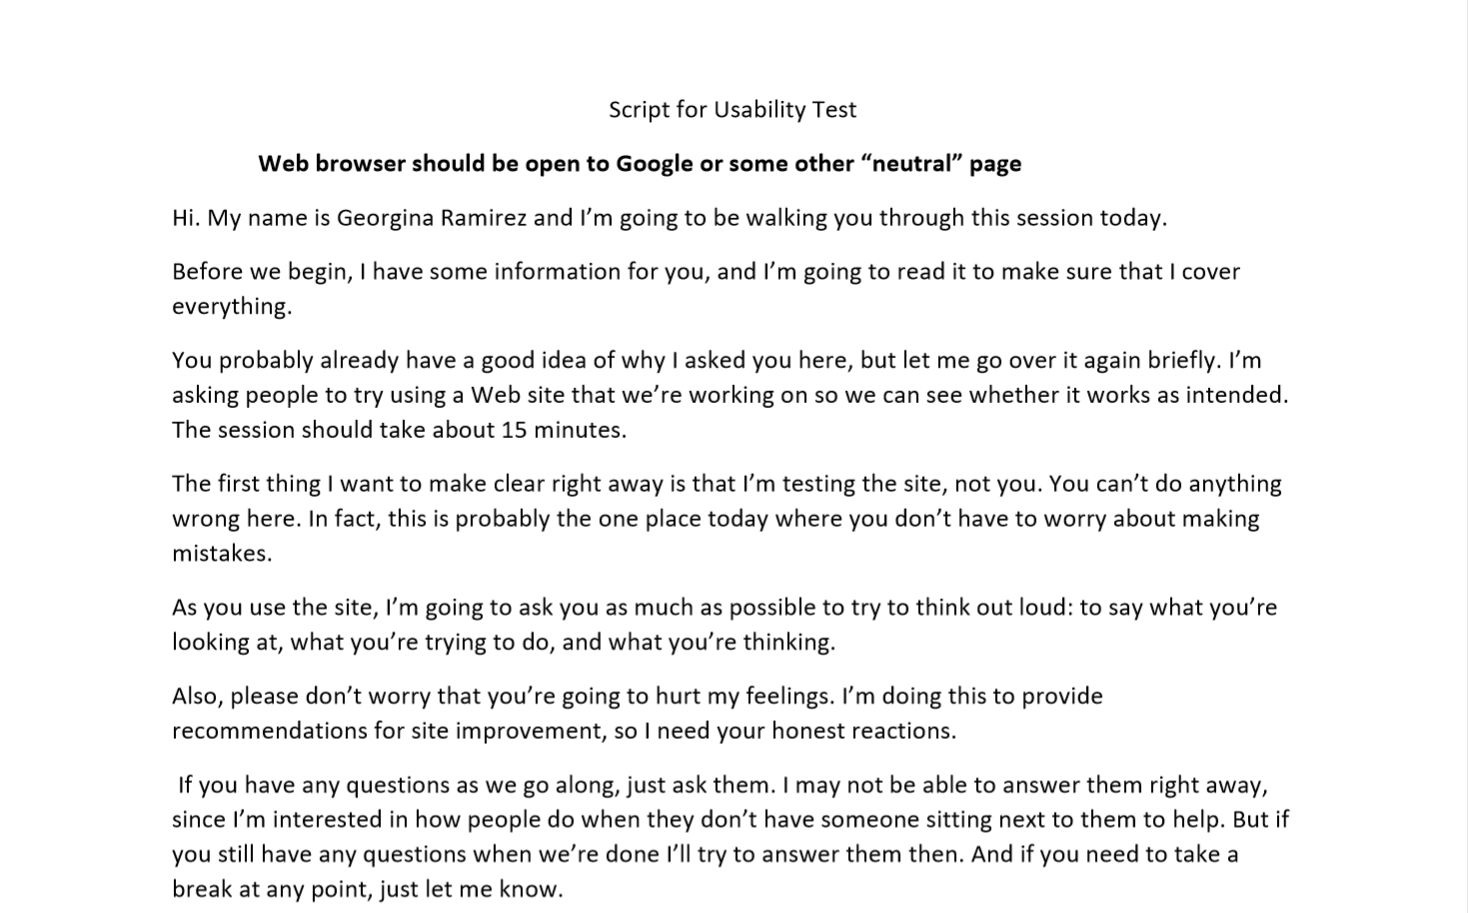 Script for Usability Test
Web browser should be open to Google or some other “neutral” page
Hi. My name is Georgina Ramirez and I’m going to be walking you through this session today.
Before we begin, I have some information for you, and I’m going to read it to make sure that I cover
everything.
You probably already have a good idea of why I asked you here, but let me go over it again briefly. I’m
asking people to try using a Web site that we’re working on so we can see whether it works as intended.
The session should take about 15 minutes.
The first thing I want to make clear right away is that I’m testing the site, not you. You can’t do anything
wrong here. In fact, this is probably the one place today where you don’t have to worry about making
mistakes.
As you use the site, I’m going to ask you as much as possible to try to think out loud: to say what you’re
looking at, what you’re trying to do, and what you’re thinking.
Also, please don’t worry that you’re going to hurt my feelings. I’m doing this to provide
recommendations for site improvement, so I need your honest reactions.
If you have any questions as we go along, just ask them. I may not be able to answer them right away,
since I’m interested in how people do when they don’t have someone sitting next to them to help. But if
you still have any questions when we’re done I’ll try to answer them then. And if you need to take a
break at any point, just let me know.